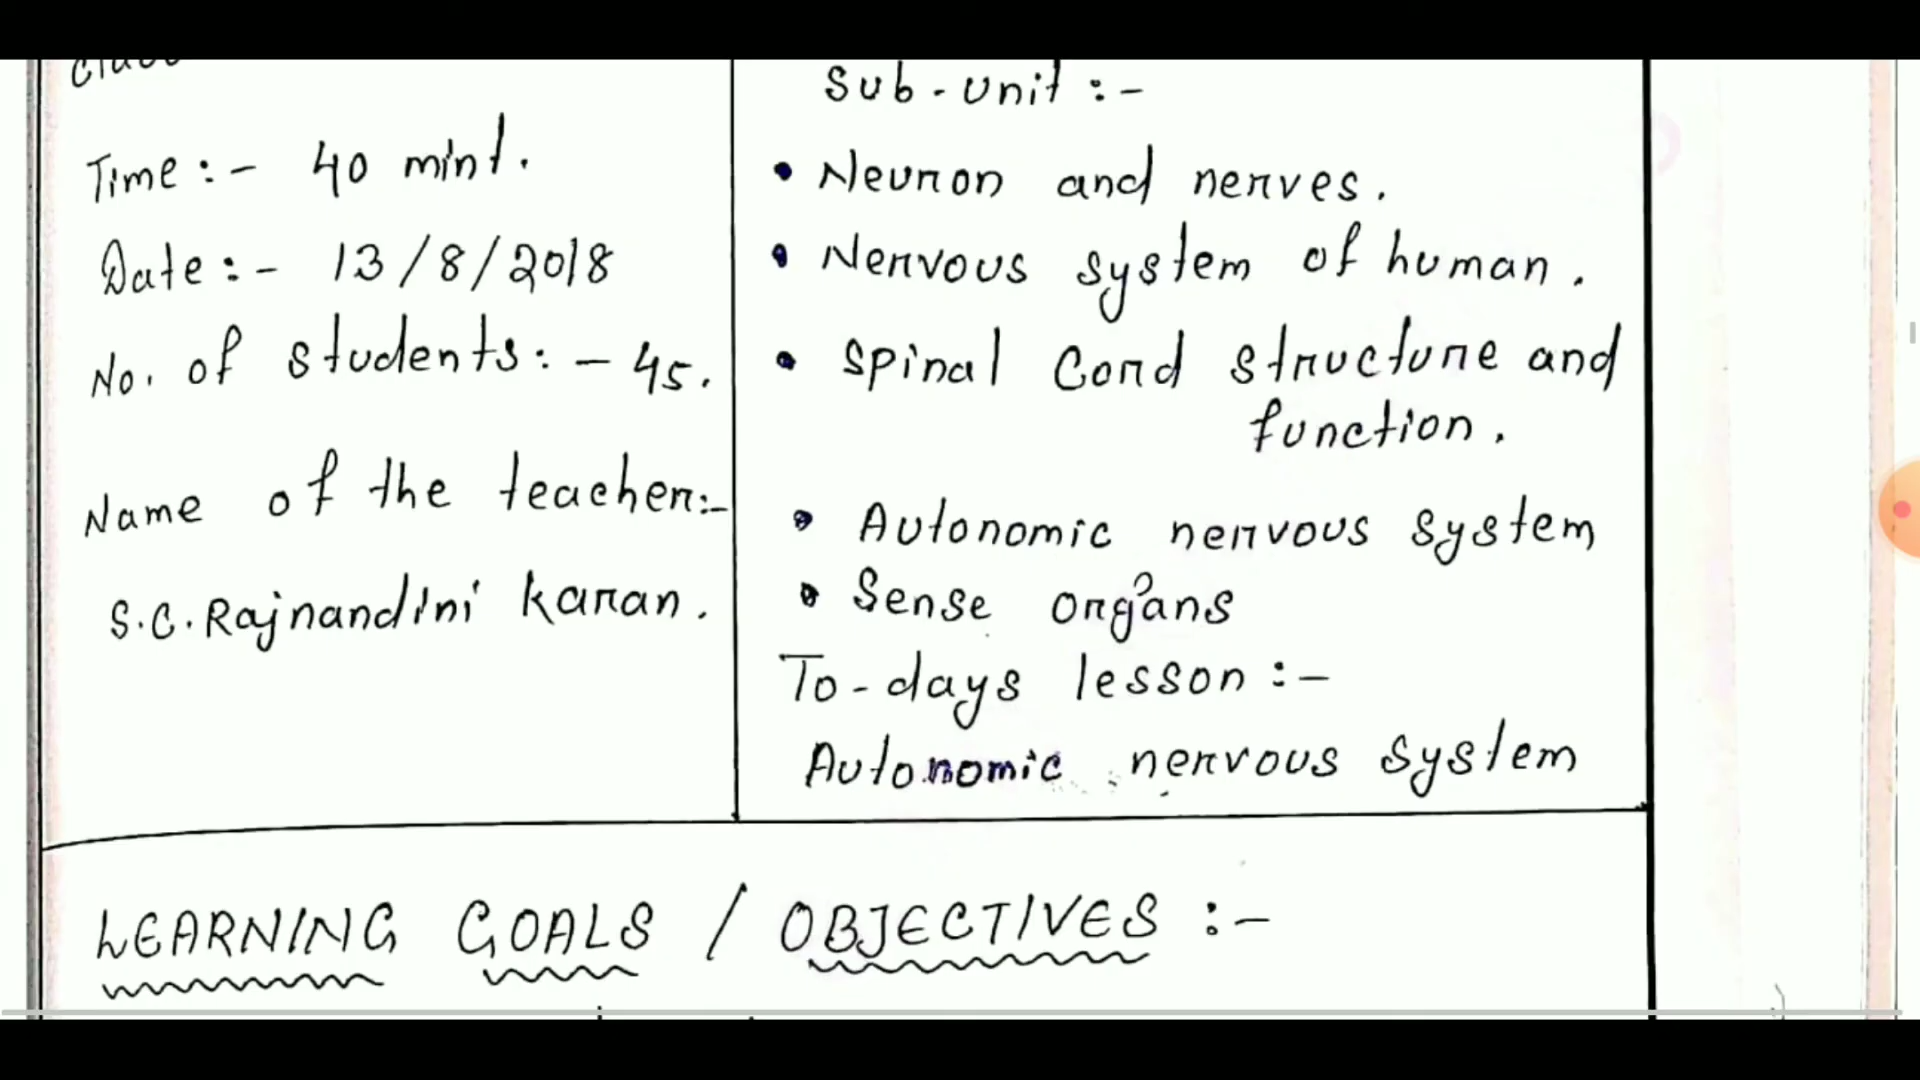 Time :- 40 mint.
Date :- 13/8/2018
No. of students: - 45.
Name of the teacher:-
S.C. Rajnandini Karan.
Sub-unit :-
• Neuron and nerves.
• Nervous system of human.
• Spinal Cord structure and
function.
• Autonomic nervous system
• Sense organs
To-days lesson :-
Autonomic nervous system
LEARNING GOALS / OBJECTIVES :-